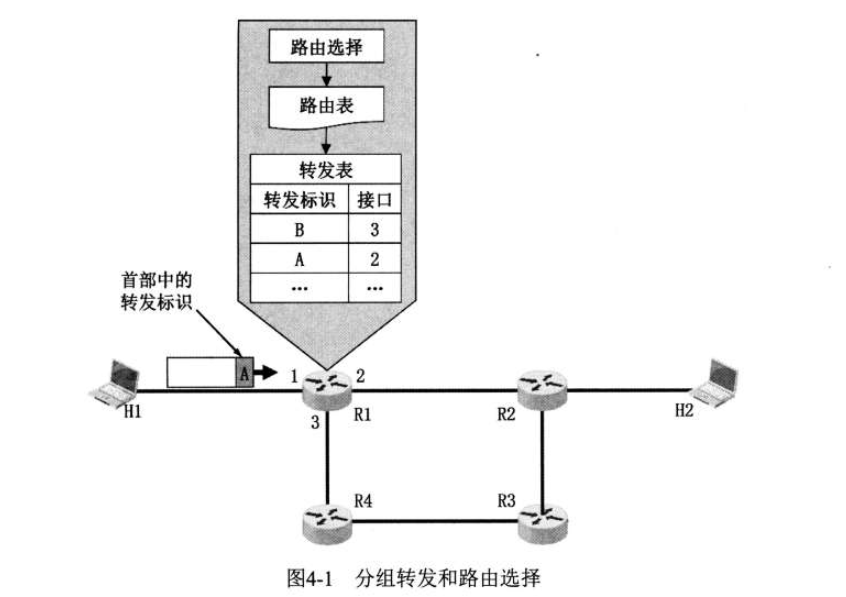 路由选择
路由表
转发表
转发标识 接口
B 3
A 2
… …
首部中的
转发标识
A
1 2
H1 3 R1 R2 H2
R4 R3
图4-1 分组转发和路由选择